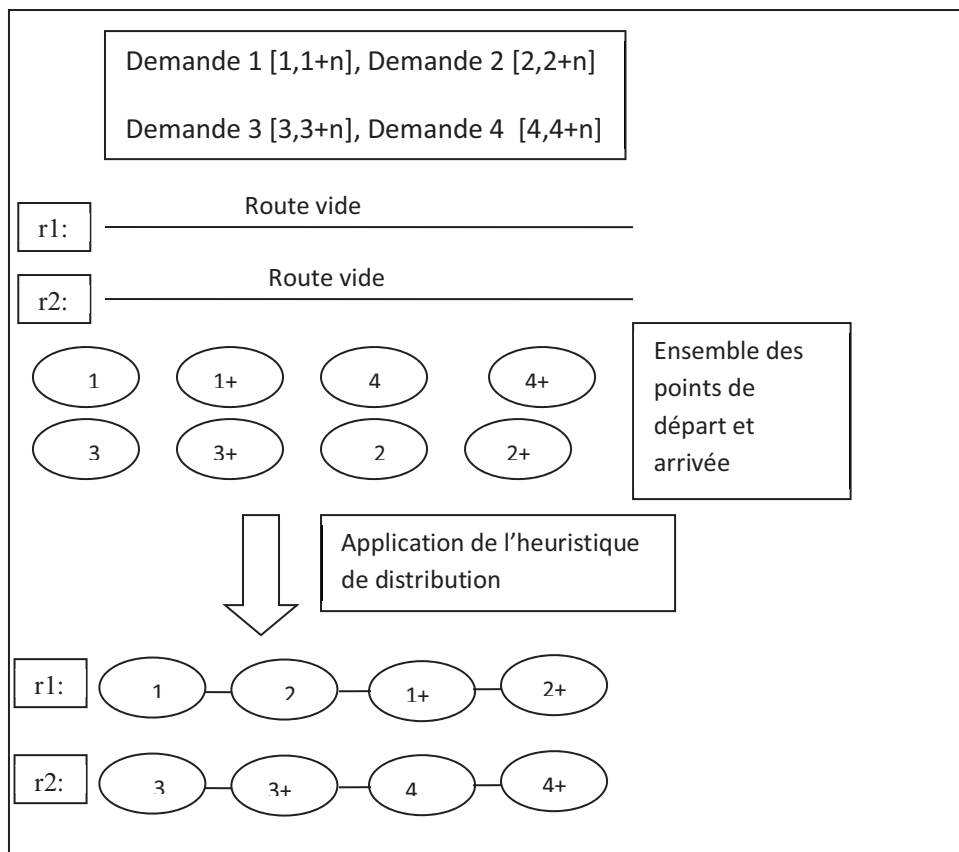 Demande 1 [1,1+n], Demande 2 [2,2+n]
Demande 3 [3,3+n], Demande 4 [4,4+n]
Route vide
r1:
Route vide
r2:
1 1+ 4 4+
3 3+ 2 2+
Ensemble des
points de
départ et
arrivée
Application de l’heuristique
de distribution
r1: 1 2 1+ 2+
r2: 3 3+ 4 4+